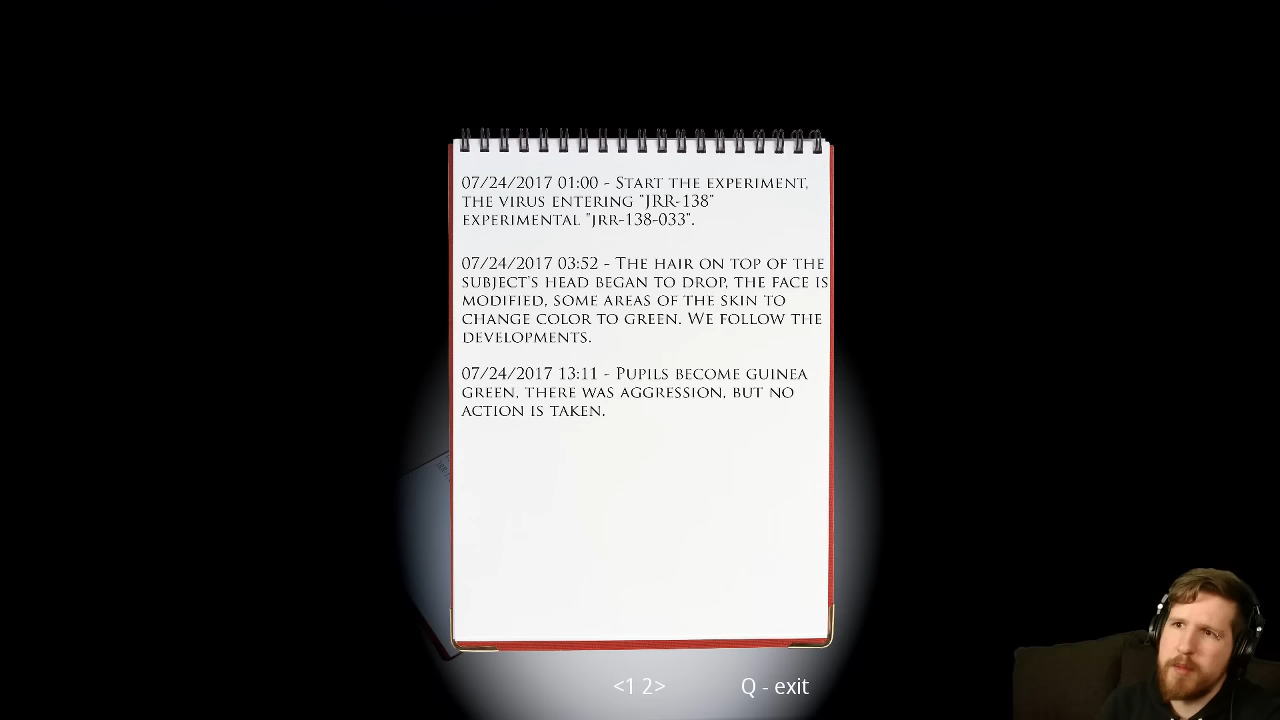 07/24/2017 01:00 - Start the experiment,
the virus entering "JRR-138"
experimental "jrr-138-033".
07/24/2017 03:52 - The hair on top of the
subject's head began to drop, the face is
modified, some areas of the skin to
change color to green. We follow the
developments.
07/24/2017 13:11 - Pupils become guinea
green, there was aggression, but no
action is taken.
<1 2> Q - exit